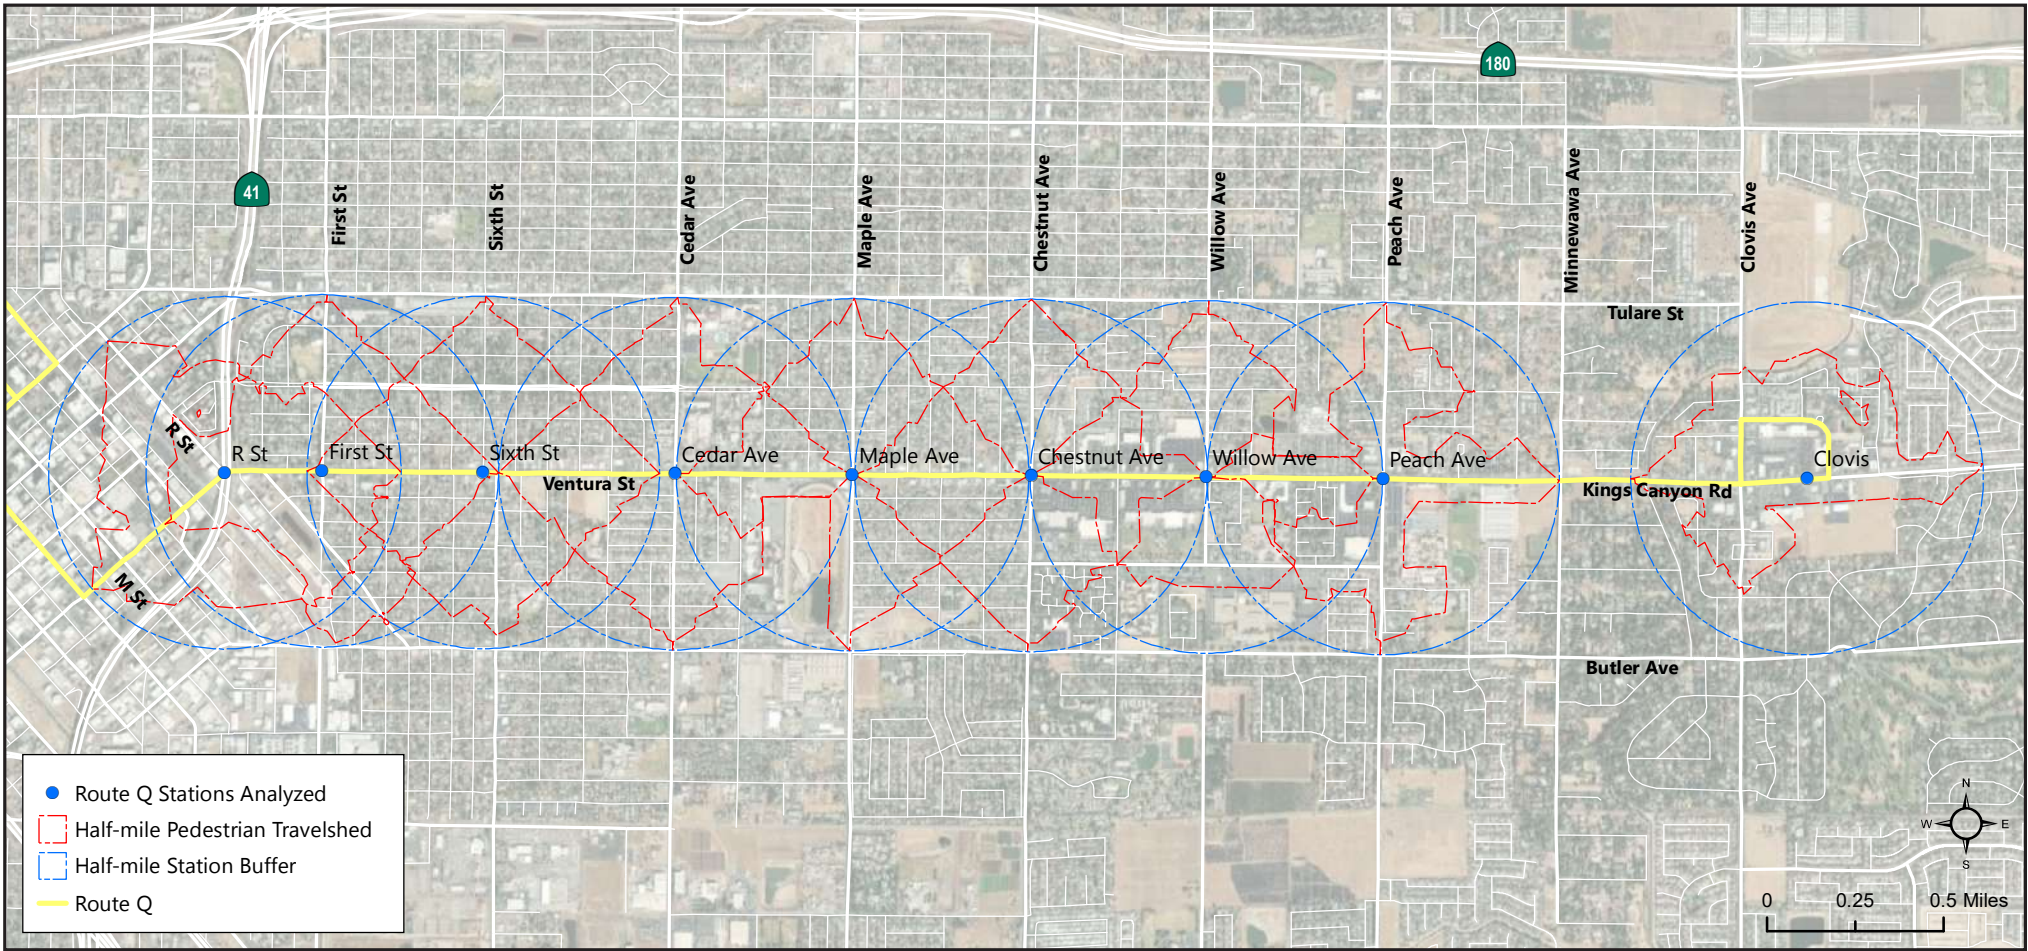 180
41
First St
Sixth St
Cedar Ave
Maple Ave
Chestnut Ave
Willow Ave
Peach Ave
Minnewawa Ave
Clovis Ave
Tulare St
R St
R St
First St
Sixth St
Cedar Ave
Maple Ave
Chestnut Ave
Willow Ave
Peach Ave
Clovis
Ventura St
Kings Canyon Rd
M St
Butler Ave
Route Q Stations Analyzed
Half-mile Pedestrian Travelshed
Half-mile Station Buffer
Route Q
N
W
E
S
0 0.25 0.5 Miles